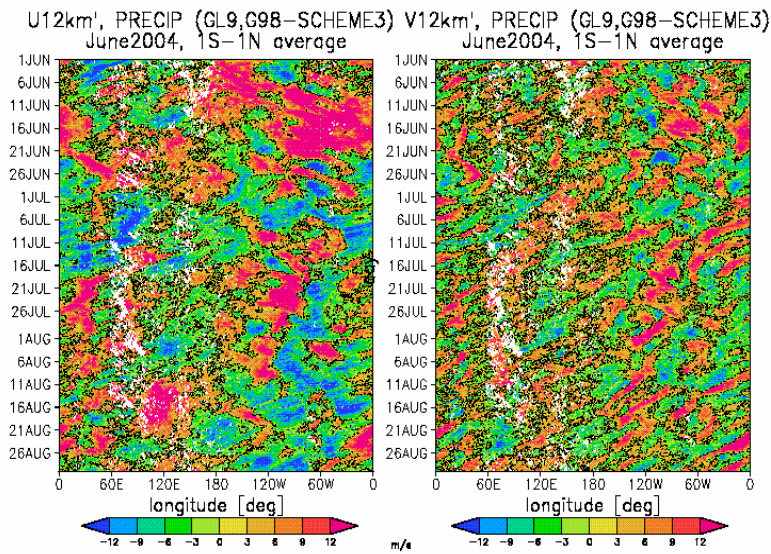 U12km', PRECIP (GL9,G98-SCHEME3)
June2004, 1S-1N average
1JUN
6JUN
11JUN
16JUN
21JUN
26JUN
1JUL
6JUL
11JUL
16JUL
21JUL
26JUL
1AUG
6AUG
11AUG
16AUG
21AUG
26AUG
0 60E 120E 180 120W 60W 0
longitude [deg]
-12 -9 -6 -3 0 3 6 9 12
m/s
V12km', PRECIP (GL9,G98-SCHEME3)
June2004, 1S-1N average
1JUN
6JUN
11JUN
16JUN
21JUN
26JUN
1JUL
6JUL
11JUL
16JUL
21JUL
26JUL
1AUG
6AUG
11AUG
16AUG
21AUG
26AUG
0 60E 120E 180 120W 60W 0
longitude [deg]
-12 -9 -6 -3 0 3 6 9 12